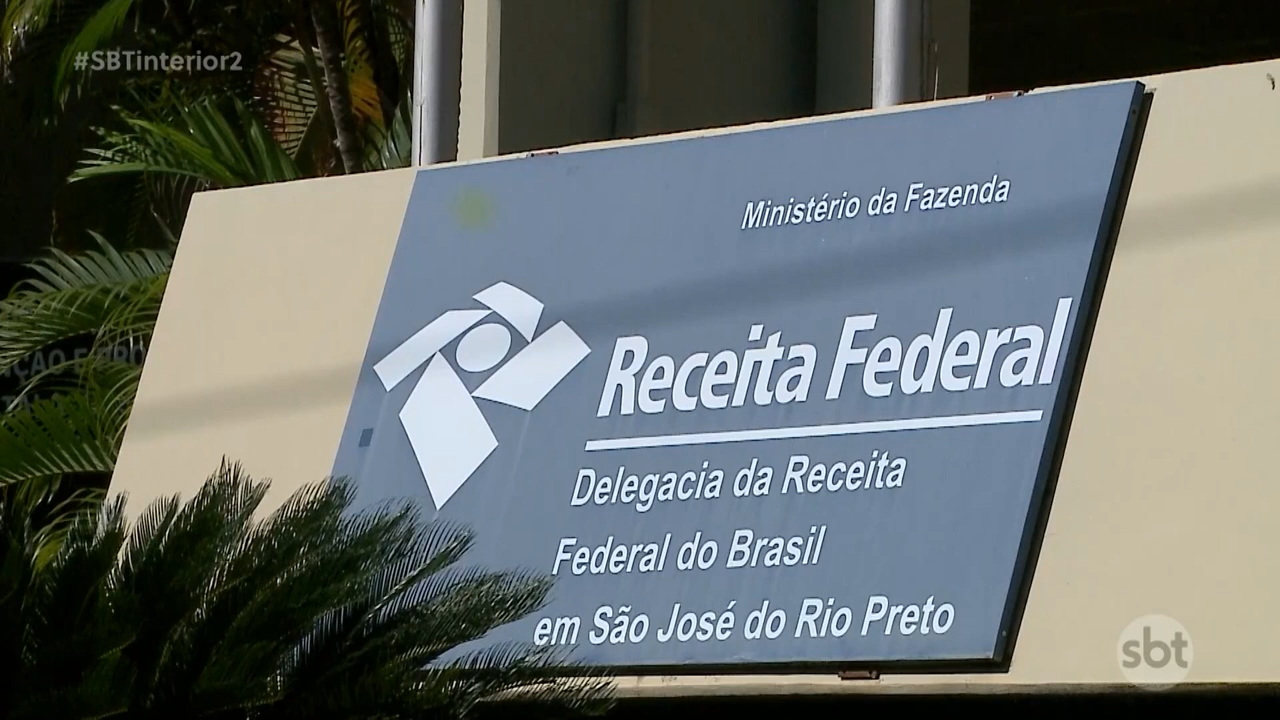 #SBTinterior2
Ministério da Fazenda
Receita Federal
Delegacia da Receita
Federal do Brasil
em São José do Rio Preto
sbt